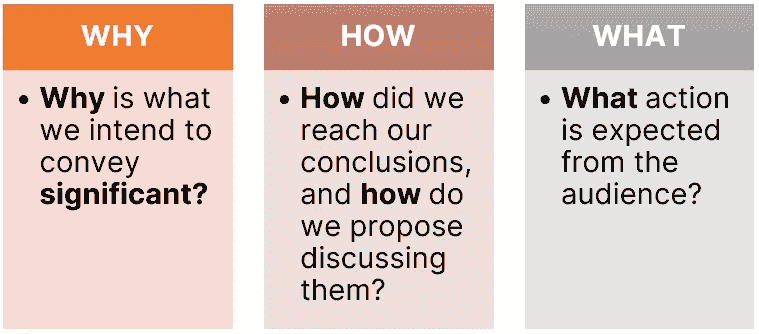 WHY
• Why is what
we intend to
convey
significant?
HOW
• How did we
reach our
conclusions,
and how do
we propose
discussing
them?
WHAT
• What action
is expected
from the
audience?